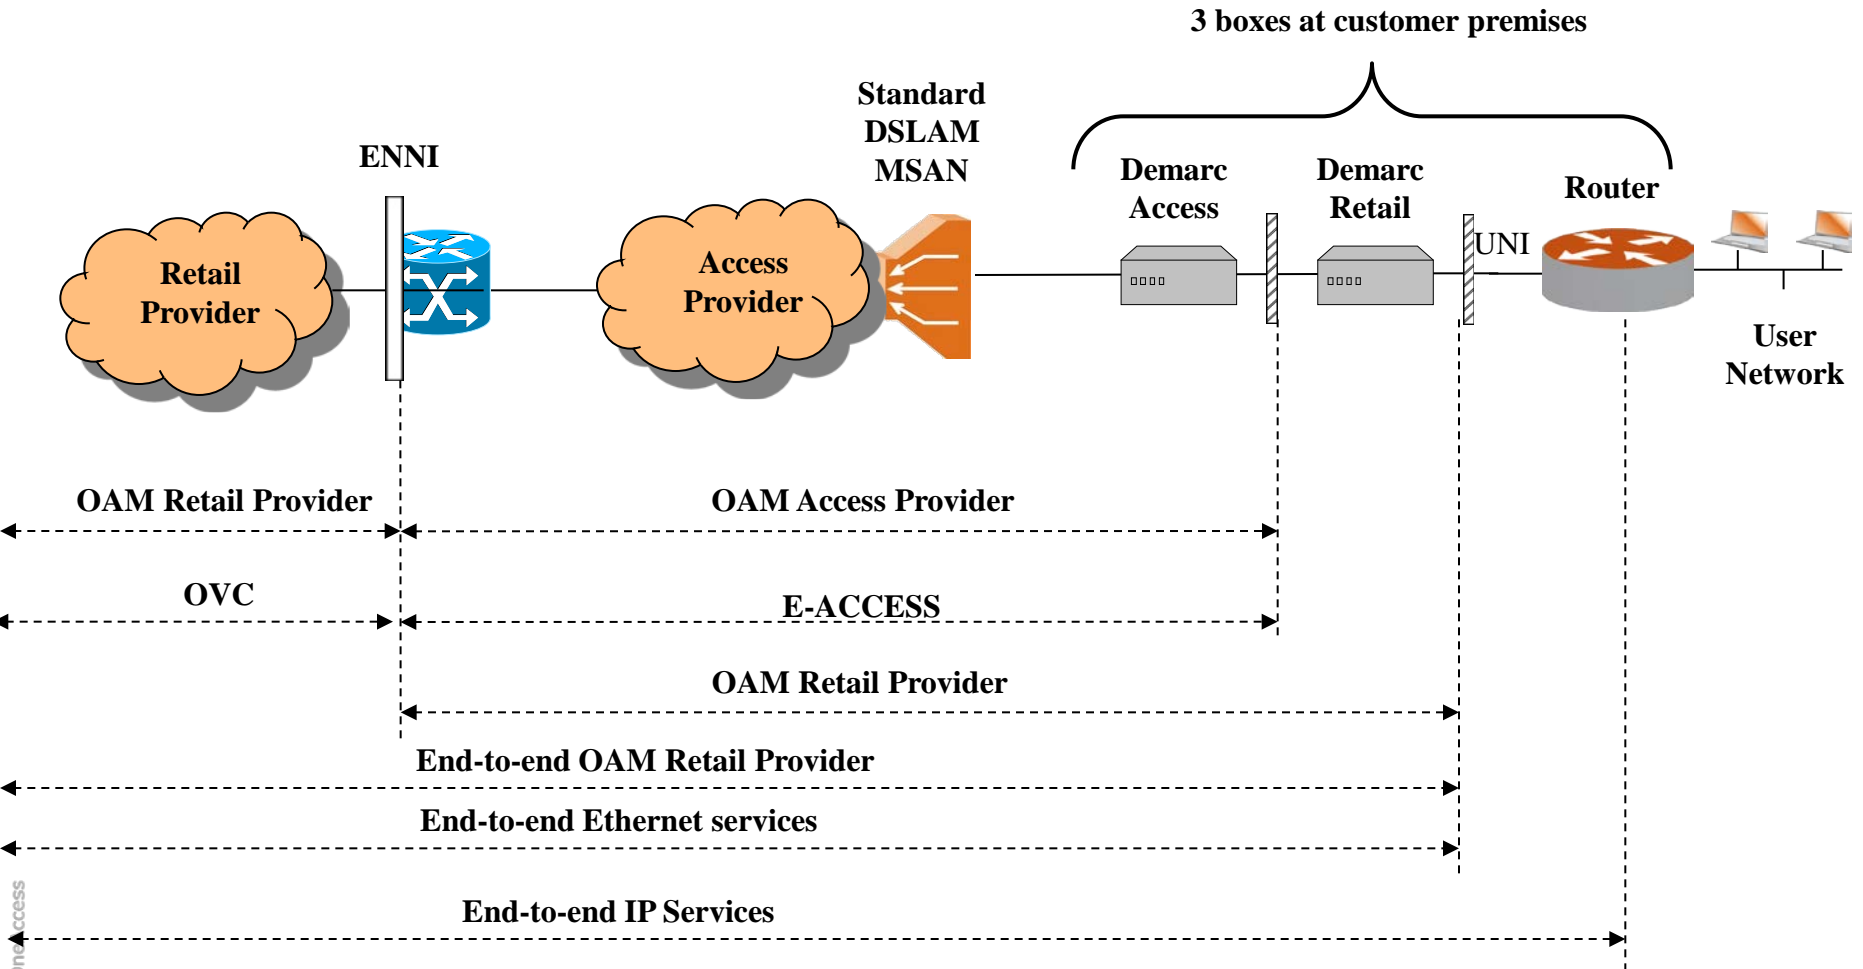 3 boxes at customer premises
Standard
DSLAM
MSAN
ENNI
Demarc
Access
Demarc
Retail
Router
UNI
Retail
Provider
Access
Provider
User
Network
OAM Retail Provider
OAM Access Provider
OVC
E-ACCESS
OAM Retail Provider
End-to-end OAM Retail Provider
End-to-end Ethernet services
End-to-end IP Services